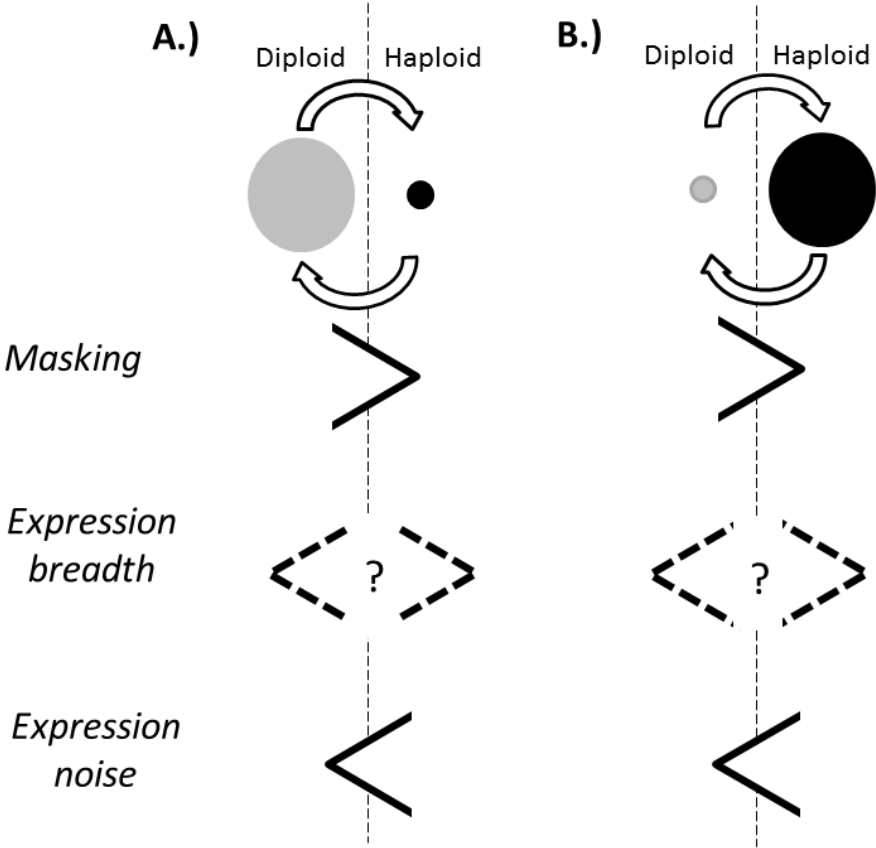 A.)
Diploid Haploid
B.)
Diploid Haploid
Masking
Expression
breadth
?
?
Expression
noise